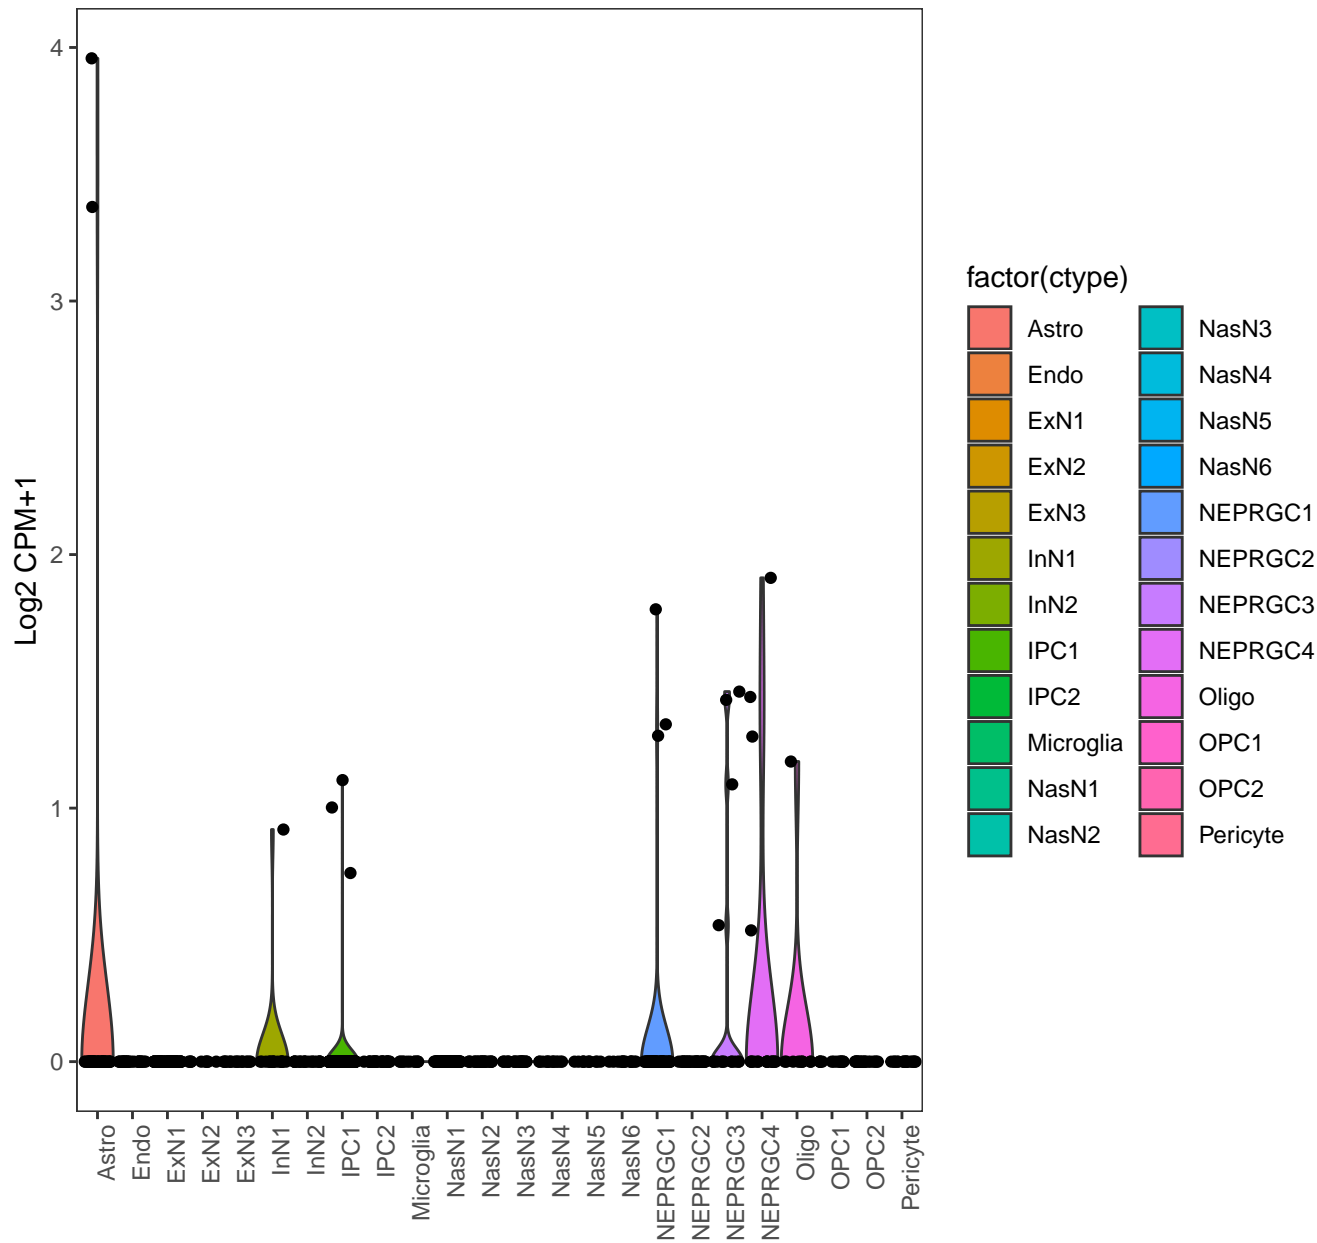 4
3
2
1
0
Log2 CPM+1
Astro
Endo
ExN1
ExN2
ExN3
InN1
InN2
IPC1
IPC2
Microglia
NasN1
NasN2
NasN3
NasN4
NasN5
NasN6
NEPRGC1
NEPRGC2
NEPRGC3
NEPRGC4
Oligo
OPC1
OPC2
Pericyte
factor(ctype)
Astro
Endo
ExN1
ExN2
ExN3
InN1
InN2
IPC1
IPC2
Microglia
NasN1
NasN2
NasN3
NasN4
NasN5
NasN6
NEPRGC1
NEPRGC2
NEPRGC3
NEPRGC4
Oligo
OPC1
OPC2
Pericyte